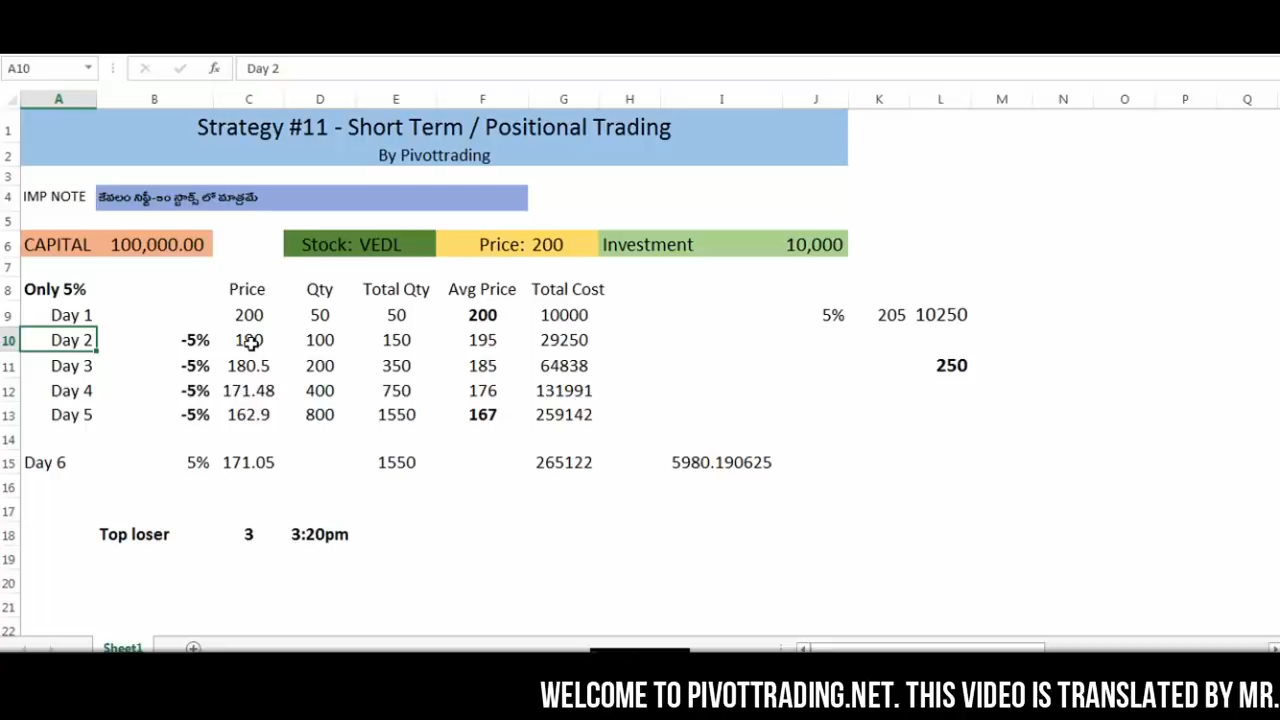 A10 fx Day 2
A B C D E F G H I J K L M N O P Q
1 Strategy #11 - Short Term / Positional Trading
2 By Pivottrading
3
4 IMP NOTE కేవలం నిఫ్టీ-50 స్టాక్స్ లో మాత్రమే
5
6 CAPITAL 100,000.00 Stock: VEDL Price: 200 Investment 10,000
7
8 Only 5% Price Qty Total Qty Avg Price Total Cost
9 Day 1 200 50 50 200 10000 5% 205 10250
10 Day 2 -5% 190 100 150 195 29250
11 Day 3 -5% 180.5 200 350 185 64838 250
12 Day 4 -5% 171.48 400 750 176 131991
13 Day 5 -5% 162.9 800 1550 167 259142
14
15 Day 6 5% 171.05 1550 265122 5980.190625
16
17
18 Top loser 3 3:20pm
19
20
21
22
Sheet1
WELCOME TO PIVOTTRADING.NET. THIS VIDEO IS TRANSLATED BY MR.